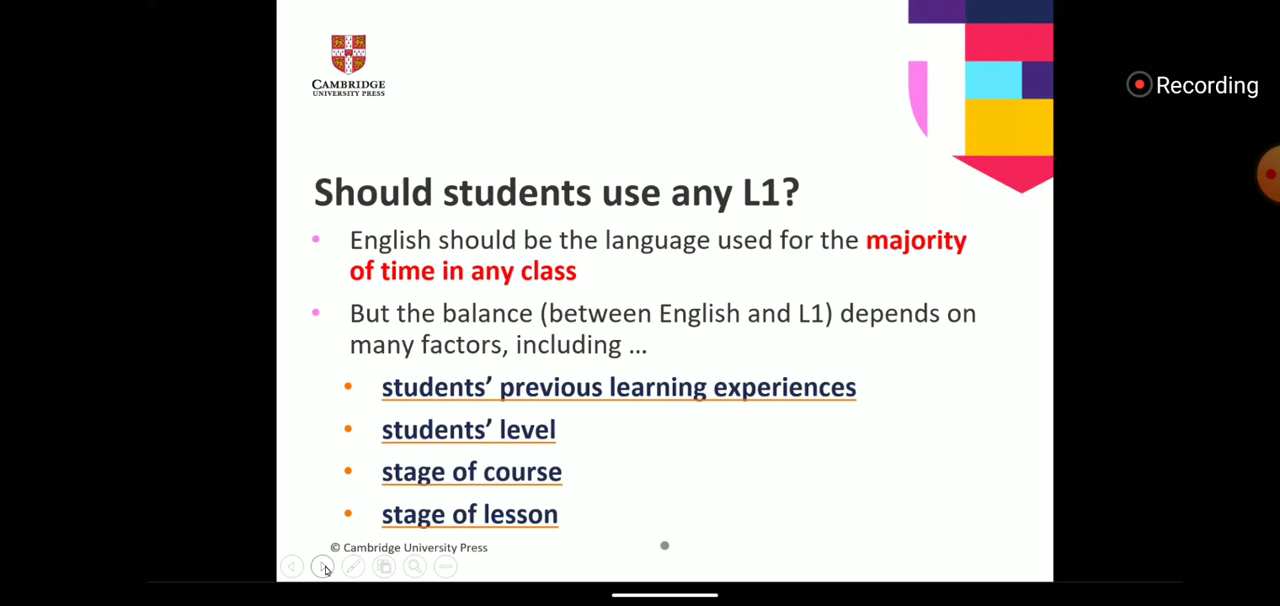 CAMBRIDGE
UNIVERSITY PRESS
Recording
Should students use any L1?
• English should be the language used for the majority
of time in any class
• But the balance (between English and L1) depends on
many factors, including …
• students’ previous learning experiences
• students’ level
• stage of course
• stage of lesson
© Cambridge University Press